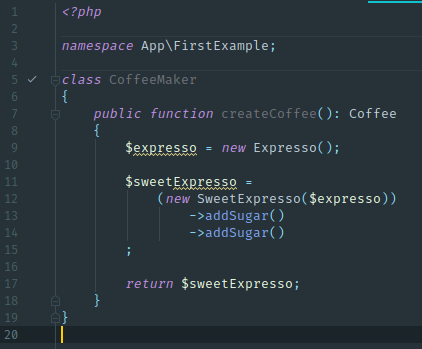 1 <?php
2
3 namespace App\FirstExample;
4
5 class CoffeeMaker
6 {
7 public function createCoffee(): Coffee
8 {
9 $expresso = new Expresso();
10
11 $sweetExpresso =
12 (new SweetExpresso($expresso))
13 ->addSugar()
14 ->addSugar()
15 ;
16
17 return $sweetExpresso;
18 }
19 }
20